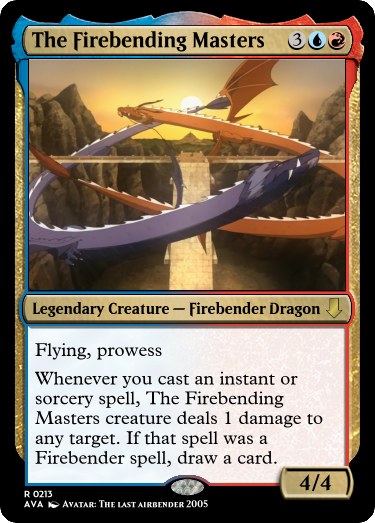 The Firebending Masters 3
Legendary Creature — Firebender Dragon
Flying, prowess
Whenever you cast an instant or
sorcery spell, The Firebending
Masters creature deals 1 damage to
any target. If that spell was a
Firebender spell, draw a card.
4/4
R 0213
AVA Avatar: The last airbender 2005